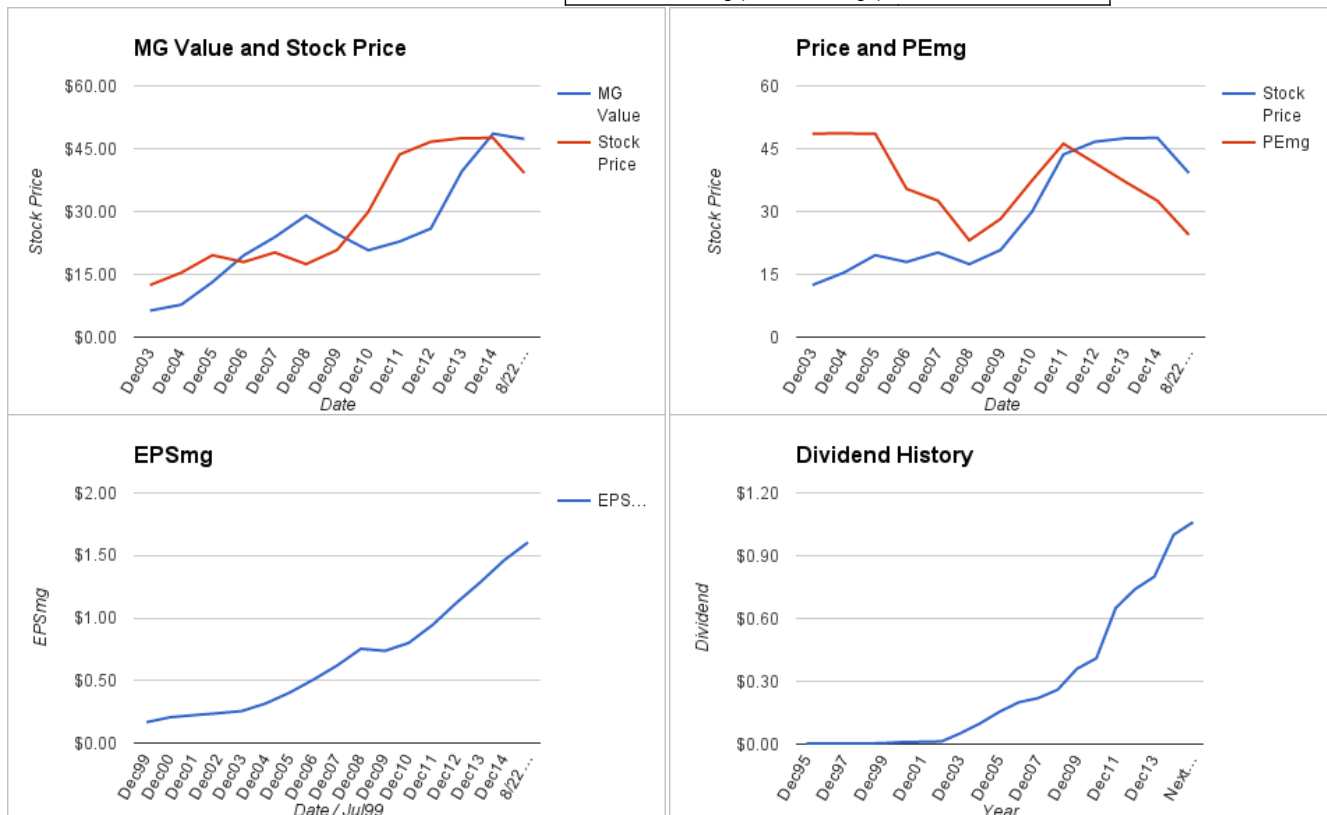 MG Value and Stock Price
$60.00
$45.00
$30.00
$15.00
$0.00
Stock Price
Dec03
Dec04
Dec05
Dec06
Dec07
Dec08
Dec09
Dec10
Dec11
Dec12
Dec13
Dec14
8/22...
Date
MG
Value
Stock
Price
Price and PEmg
60
45
30
15
0
Stock Price
Dec03
Dec04
Dec05
Dec06
Dec07
Dec08
Dec09
Dec10
Dec11
Dec12
Dec13
Dec14
8/22...
Date
Stock
Price
PEmg
EPSmg
$2.00
$1.50
$1.00
$0.50
$0.00
EPSmg
Dec99
Dec00
Dec01
Dec02
Dec03
Dec04
Dec05
Dec06
Dec07
Dec08
Dec09
Dec10
Dec11
Dec12
Dec13
Dec14
8/22...
Date / Jul99
EPS...
Dividend History
$1.20
$0.90
$0.60
$0.30
$0.00
Dividend
Dec95
Dec97
Dec99
Dec01
Dec03
Dec05
Dec07
Dec09
Dec11
Dec13
Next...
Year